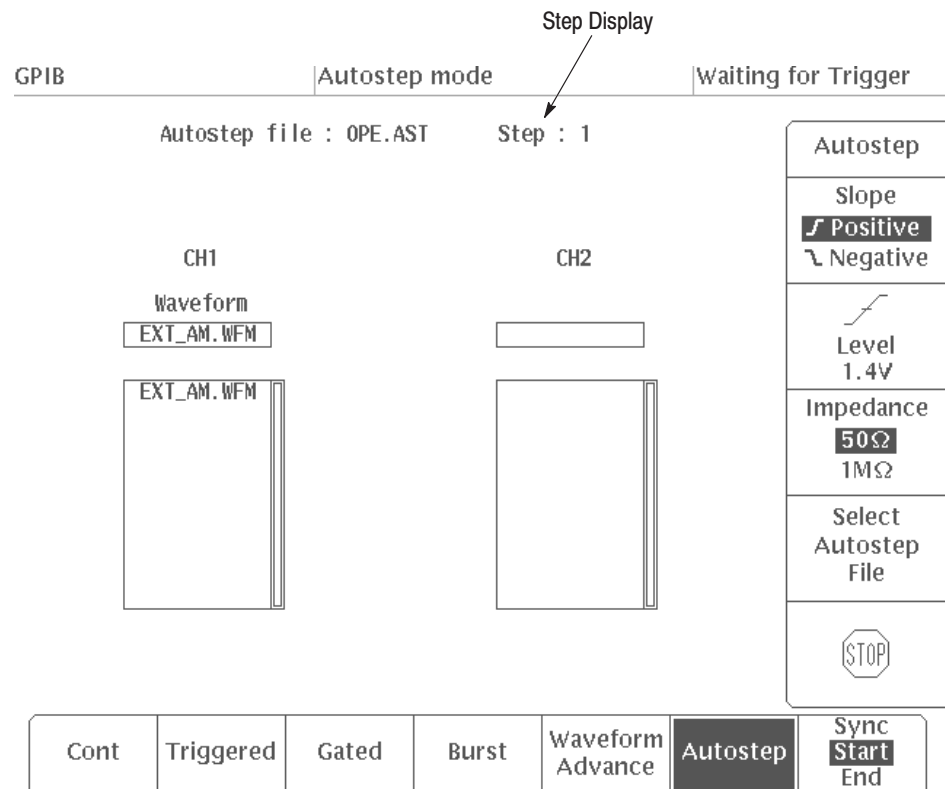 Step Display
GPIB
Autostep mode
Waiting for Trigger
Autostep file : OPE.AST
Step : 1
CH1
Waveform
EXT_AM.WFM
EXT_AM.WFM
CH2
Autostep
Slope
Positive
Negative
Level
1.4V
Impedance
50Ω
1MΩ
Select
Autostep
File
STOP
Cont
Triggered
Gated
Burst
Waveform
Advance
Autostep
Sync
Start
End